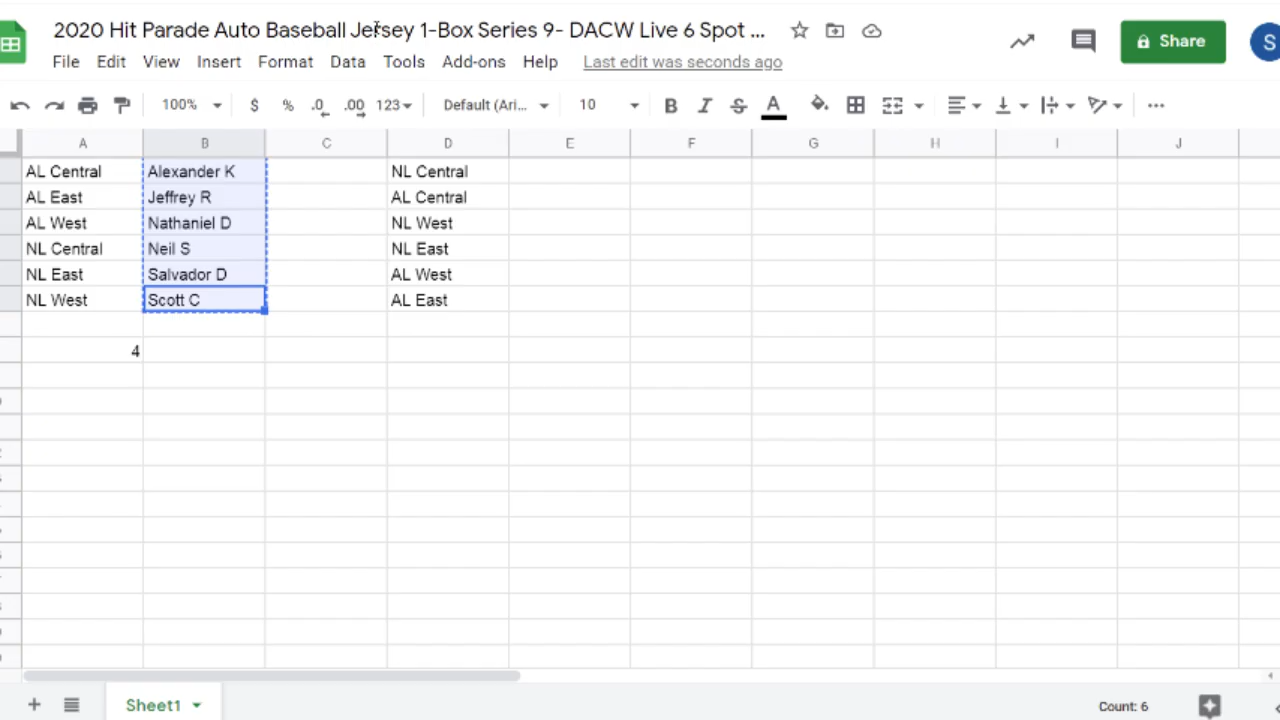 2020 Hit Parade Auto Baseball Jersey 1-Box Series 9- DACW Live 6 Spot ...
Share
S
File Edit View Insert Format Data Tools Add-ons Help Last edit was seconds ago
100% $ % .0 .00 123 Default (Ari... 10 B I S A
A B C D E F G H I J
AL Central Alexander K NL Central
AL East Jeffrey R AL Central
AL West Nathaniel D NL West
NL Central Neil S NL East
NL East Salvador D AL West
NL West Scott C AL East
4
Sheet1 Count: 6